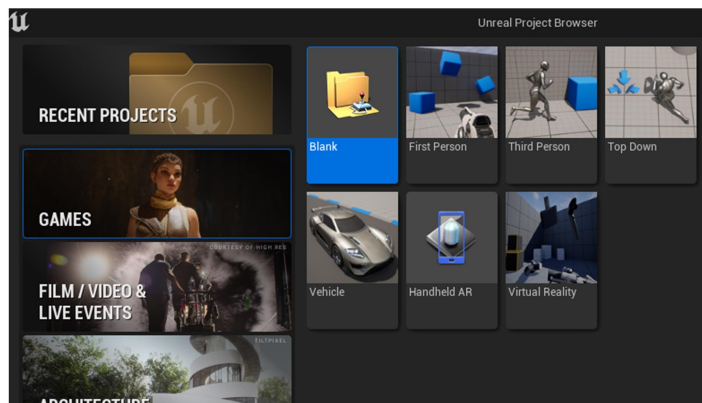 Unreal Project Browser
RECENT PROJECTS
GAMES
COURTESY OF HIGH RES
FILM / VIDEO &
LIVE EVENTS
TILTPIXEL
ARCHITECTURE
Blank
First Person
Third Person
Top Down
Vehicle
Handheld AR
Virtual Reality